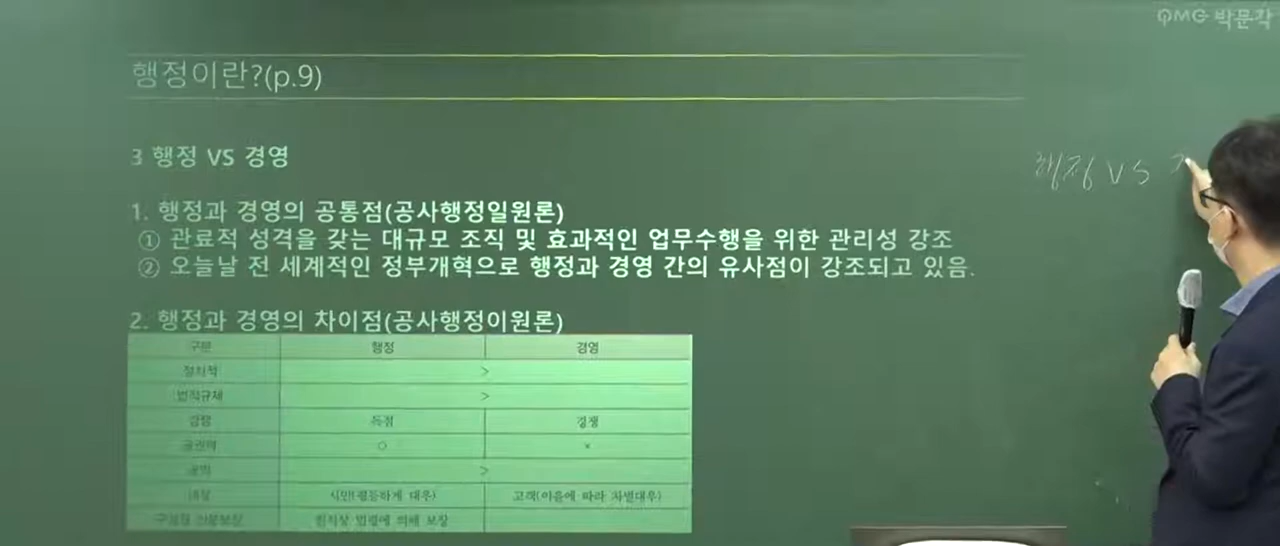 PMG 박문각
행정이란?(p.9)
3 행정 VS 경영
행정 VS
1. 행정과 경영의 공통점(공사행정일원론)
① 관료적 성격을 갖는 대규모 조직 및 효과적인 업무수행을 위한 관리성 강조
② 오늘날 전 세계적인 정부개혁으로 행정과 경영 간의 유사점이 강조되고 있음.
2. 행정과 경영의 차이점(공사행정이원론)
구분 행정 경영
정치적 >
법적규제 >
독점 경쟁
공권력 ○ ×
>
시민(평등하게 대우) 고객(이윤에 따라 차별대우)
법령에 의해 보장